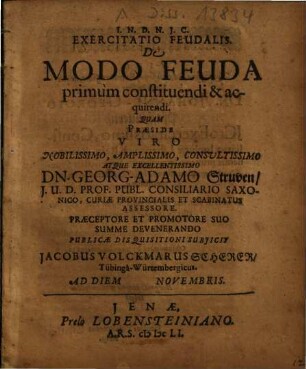 I. N. D. N. J. C.
EXERCITATIO FEUDALIS.
De
MODO FEUDA
primùm constituendi & ac-
quirendi.
QUAM
PRÆSIDE
VIRO
NOBILISSIMO, AMPLISSIMO, CONSULTISSIMO
ATQUE EXCELLENTISSIMO
DN. GEORG-ADAMO Struven/
J. U. D. PROF. PUBL. CONSILIARIO SAXO-
NICO, CURIÆ PROVINCIALIS ET SCABINATUS
ASSESSORE.
PRÆCEPTORE ET PROMOTORE SUO
SUMME DEVENERANDO
PUBLICÆ DISQUISITIONI SUBJICIT
JACOBUS VOLCKMARUS SCHERER/
Tübingâ-Würtembergicus.
AD DIEM NOVEMBRIS.
JENÆ,
Prelo LOBENSTEINIANO.
A.R.S. cIↄ Iↄc LI.